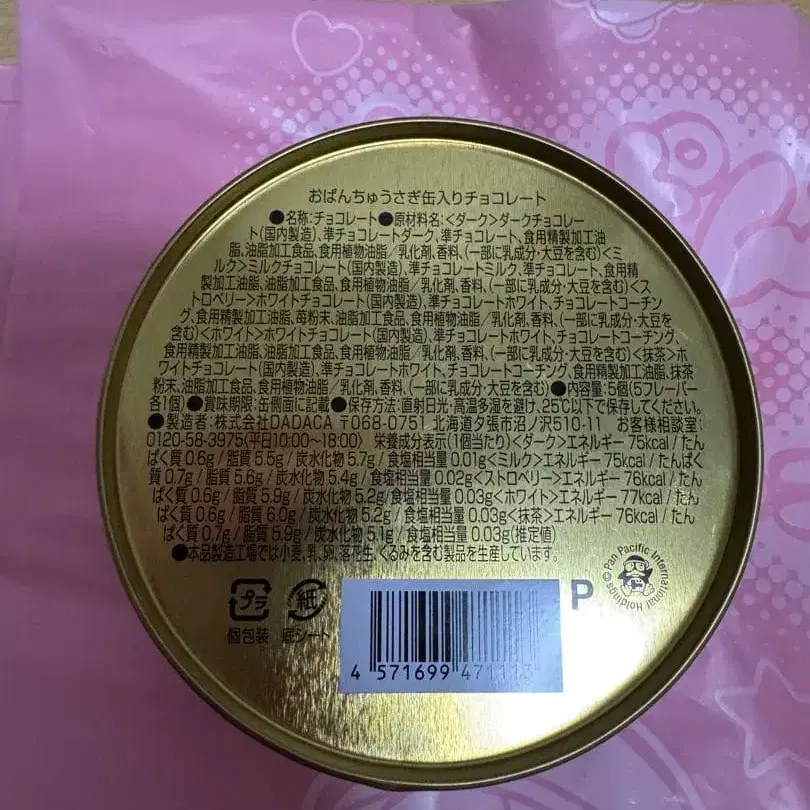 おぱんちゅうさぎ缶入りチョコレート
●名称:チョコレート●原材料名:<ダーク>ダークチョコレー
ト(国内製造)、準チョコレートダーク、準チョコレート、食用精製加工油
脂、油脂加工食品、食用植物油脂/乳化剤、香料、(一部に乳成分・大豆を含む)<ミ
ルク>ミルクチョコレート(国内製造)、準チョコレートミルク、準チョコレート、食用精
製加工油脂、油脂加工食品、食用植物油脂/乳化剤、香料、(一部に乳成分・大豆を含む)<ス
トロベリー>ホワイトチョコレート(国内製造)、準チョコレートホワイト、チョコレートコーチン
グ、食用精製加工油脂、苺粉末、油脂加工食品、食用植物油脂/乳化剤、香料、(一部に乳成分・大豆を
含む)<ホワイト>ホワイトチョコレート(国内製造)、準チョコレートホワイト、チョコレートコーチング、
食用精製加工油脂、油脂加工食品、食用植物油脂/乳化剤、香料、(一部に乳成分・大豆を含む)<抹茶>ホ
ワイトチョコレート(国内製造)、準チョコレートホワイト、チョコレートコーチング、食用精製加工油脂、抹茶
粉末、油脂加工食品、食用植物油脂/乳化剤、香料、(一部に乳成分・大豆を含む)●内容量:5個(5フレーバー
各1個)●賞味期限:缶側面に記載●保存方法:直射日光・高温多湿を避け、25℃以下で保存してください。
●製造者:株式会社DADACA 〒068-0751 北海道夕張市沼ノ沢510-11 お客様相談室:
0120-58-3975(平日10:00〜18:00) 栄養成分表示(1個当たり)<ダーク>エネルギー 75kcal/たん
ぱく質 0.6g/脂質 5.5g/炭水化物 5.7g/食塩相当量 0.01g<ミルク>エネルギー 75kcal/たんぱく
質 0.7g/脂質 5.6g/炭水化物 5.4g/食塩相当量 0.02g<ストロベリー>エネルギー 76kcal/たん
ぱく質 0.6g/脂質 5.9g/炭水化物 5.2g/食塩相当量 0.03g<ホワイト>エネルギー 77kcal/たん
ぱく質 0.6g/脂質 6.0g/炭水化物 5.2g/食塩相当量 0.03g<抹茶>エネルギー 76kcal/たん
ぱく質 0.7g/脂質 5.9g/炭水化物 5.1g/食塩相当量 0.03g(推定値)
●本品製造工場では小麦、乳、卵、落花生、くるみを含む製品を生産しています。
プラ 紙 P
個包装 底シート
4 571699 471113
Pan Pacific International Holdings